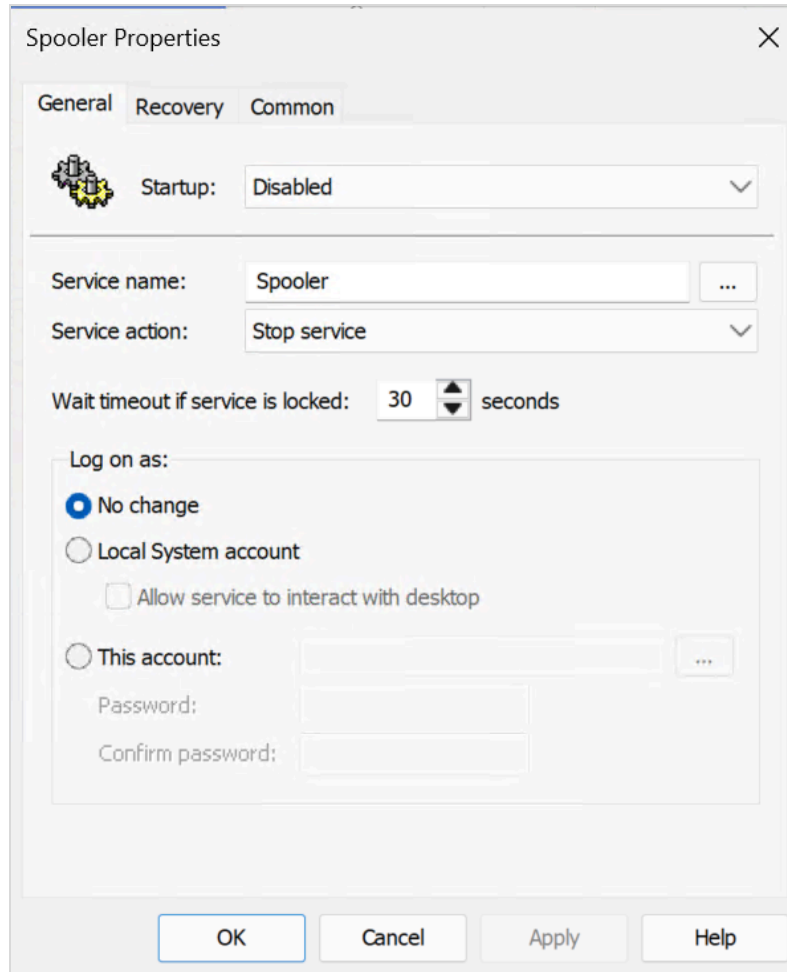 Spooler Properties
General Recovery Common
Startup: Disabled
Service name: Spooler ...
Service action: Stop service
Wait timeout if service is locked: 30 seconds
Log on as:
No change
Local System account
Allow service to interact with desktop
This account: ...
Password:
Confirm password:
OK Cancel Apply Help